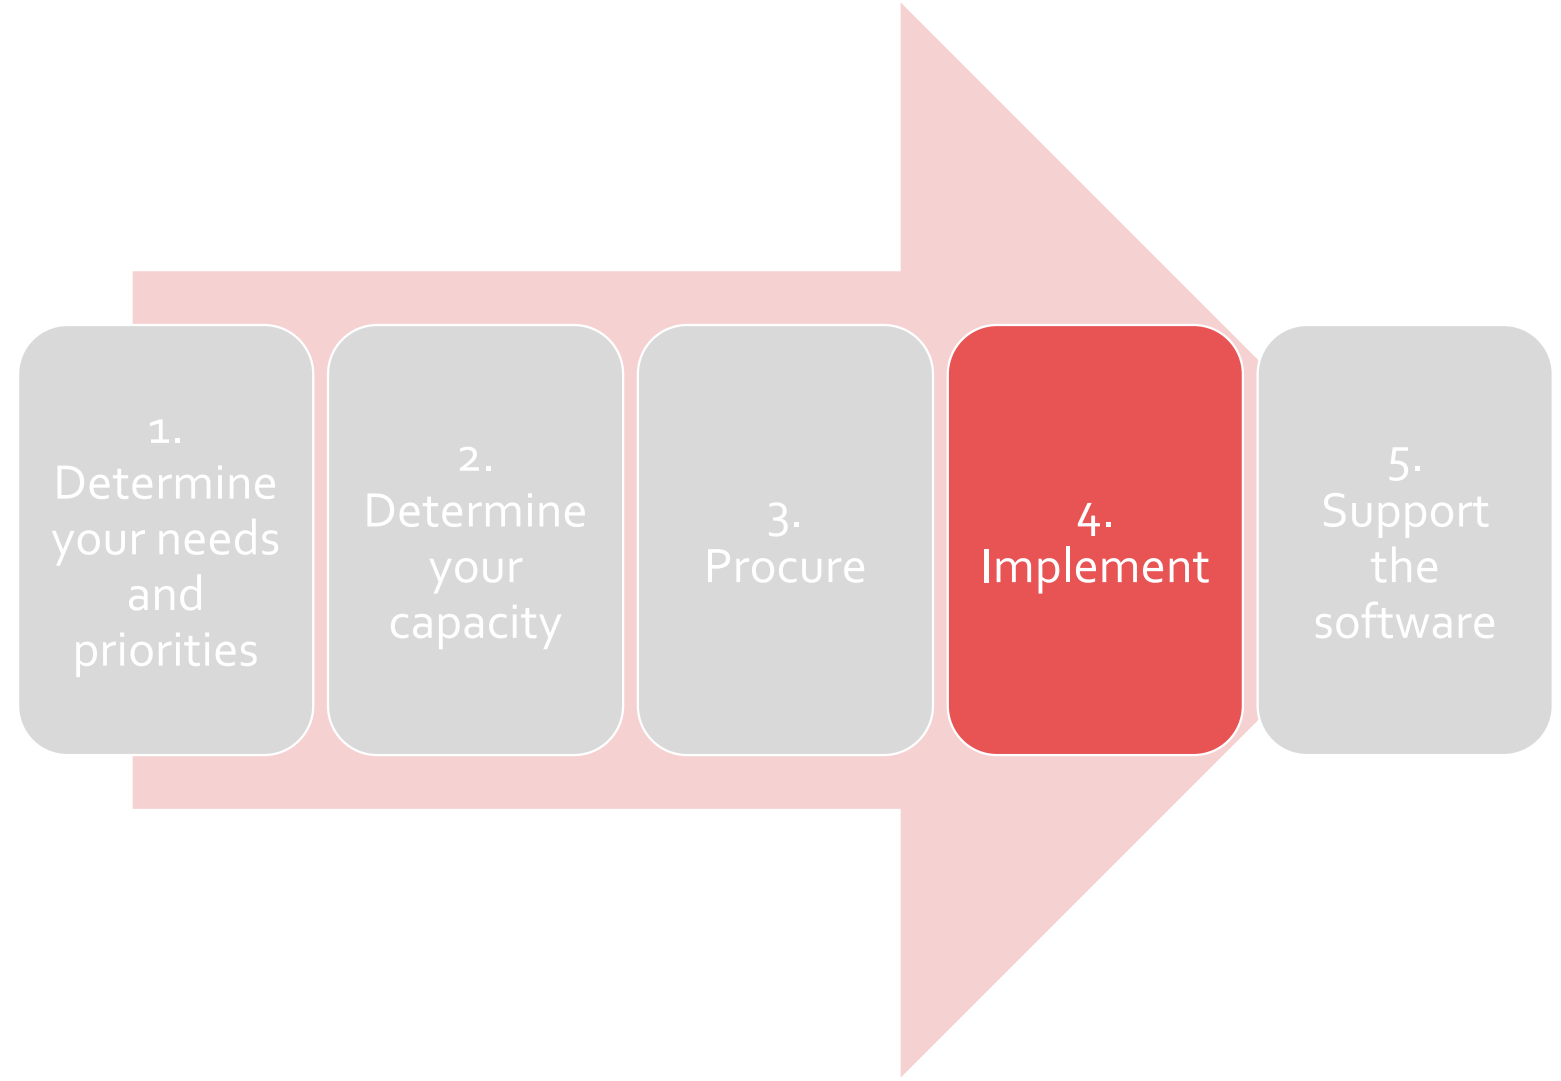 1.
Determine
your needs
and
priorities
2.
Determine
your
capacity
3.
Procure
4.
Implement
5.
Support
the
software